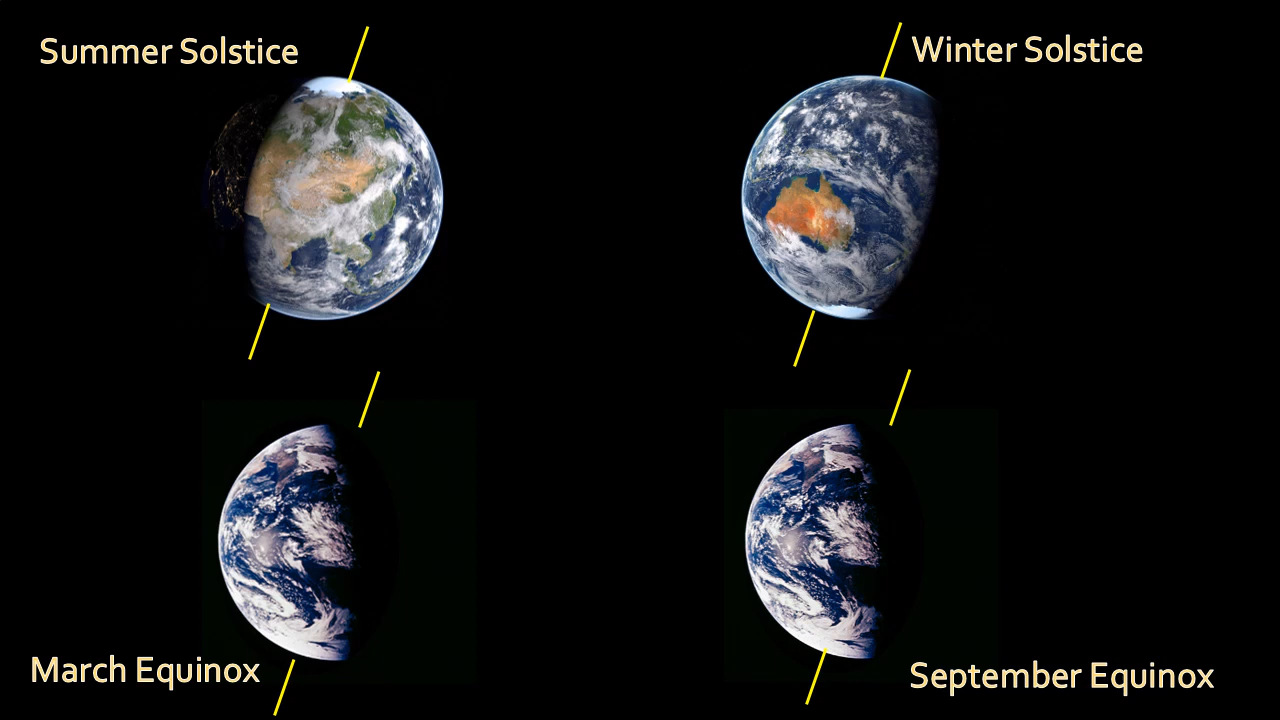 Summer Solstice
Winter Solstice
March Equinox
September Equinox